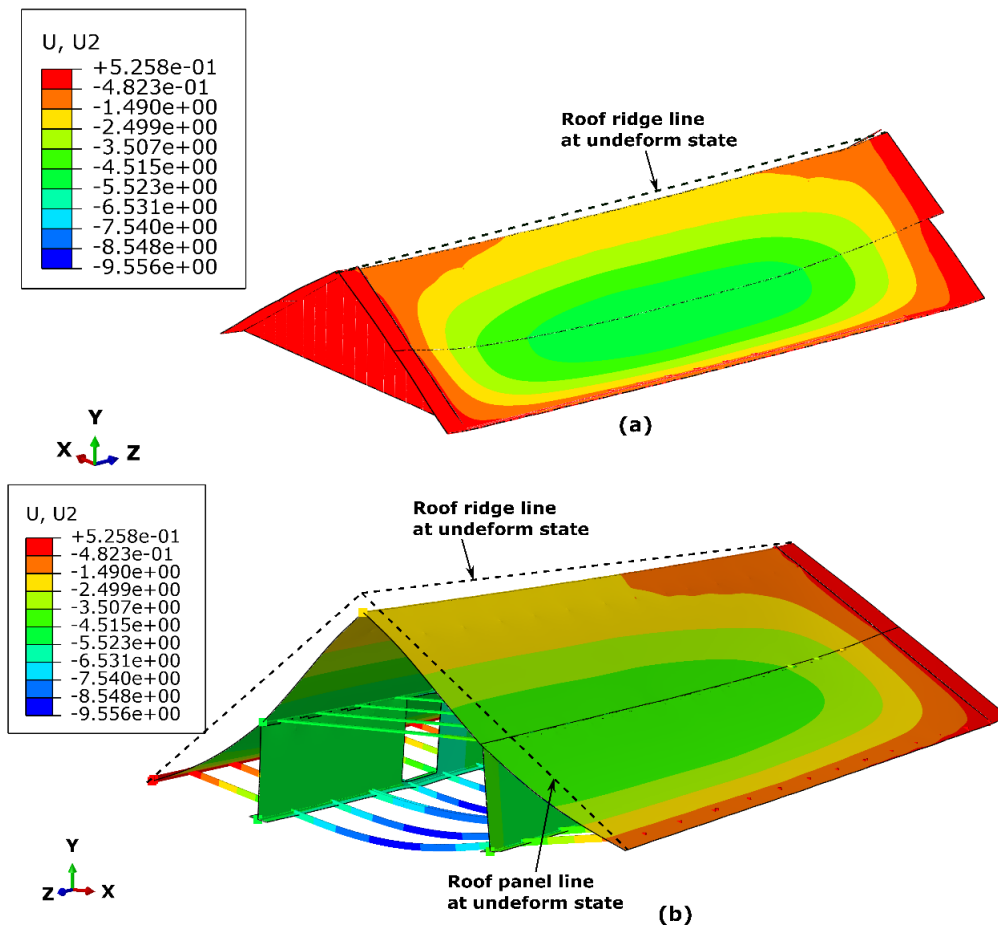 U, U2
+5.258e-01
-4.823e-01
-1.490e+00
-2.499e+00
-3.507e+00
-4.515e+00
-5.523e+00
-6.531e+00
-7.540e+00
-8.548e+00
-9.556e+00
Roof ridge line
at undeform state
(a)
Y
X
Z
U, U2
+5.258e-01
-4.823e-01
-1.490e+00
-2.499e+00
-3.507e+00
-4.515e+00
-5.523e+00
-6.531e+00
-7.540e+00
-8.548e+00
-9.556e+00
Roof ridge line
at undeform state
Y
Z
X
Roof panel line
at undeform state
(b)